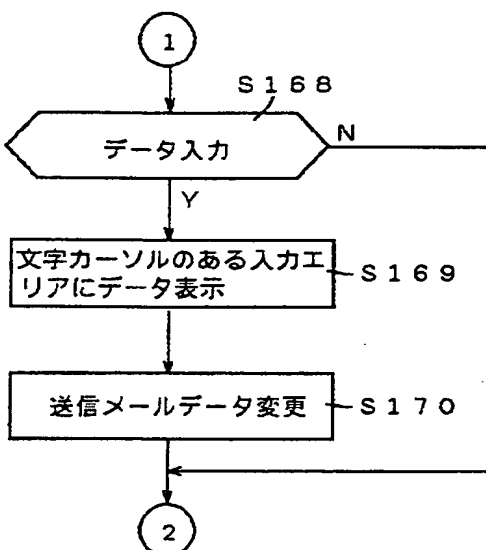 1
S168
データ入力
N
Y
文字カーソルのある入力エ
リアにデータ表示
S169
送信メールデータ変更
S170
2